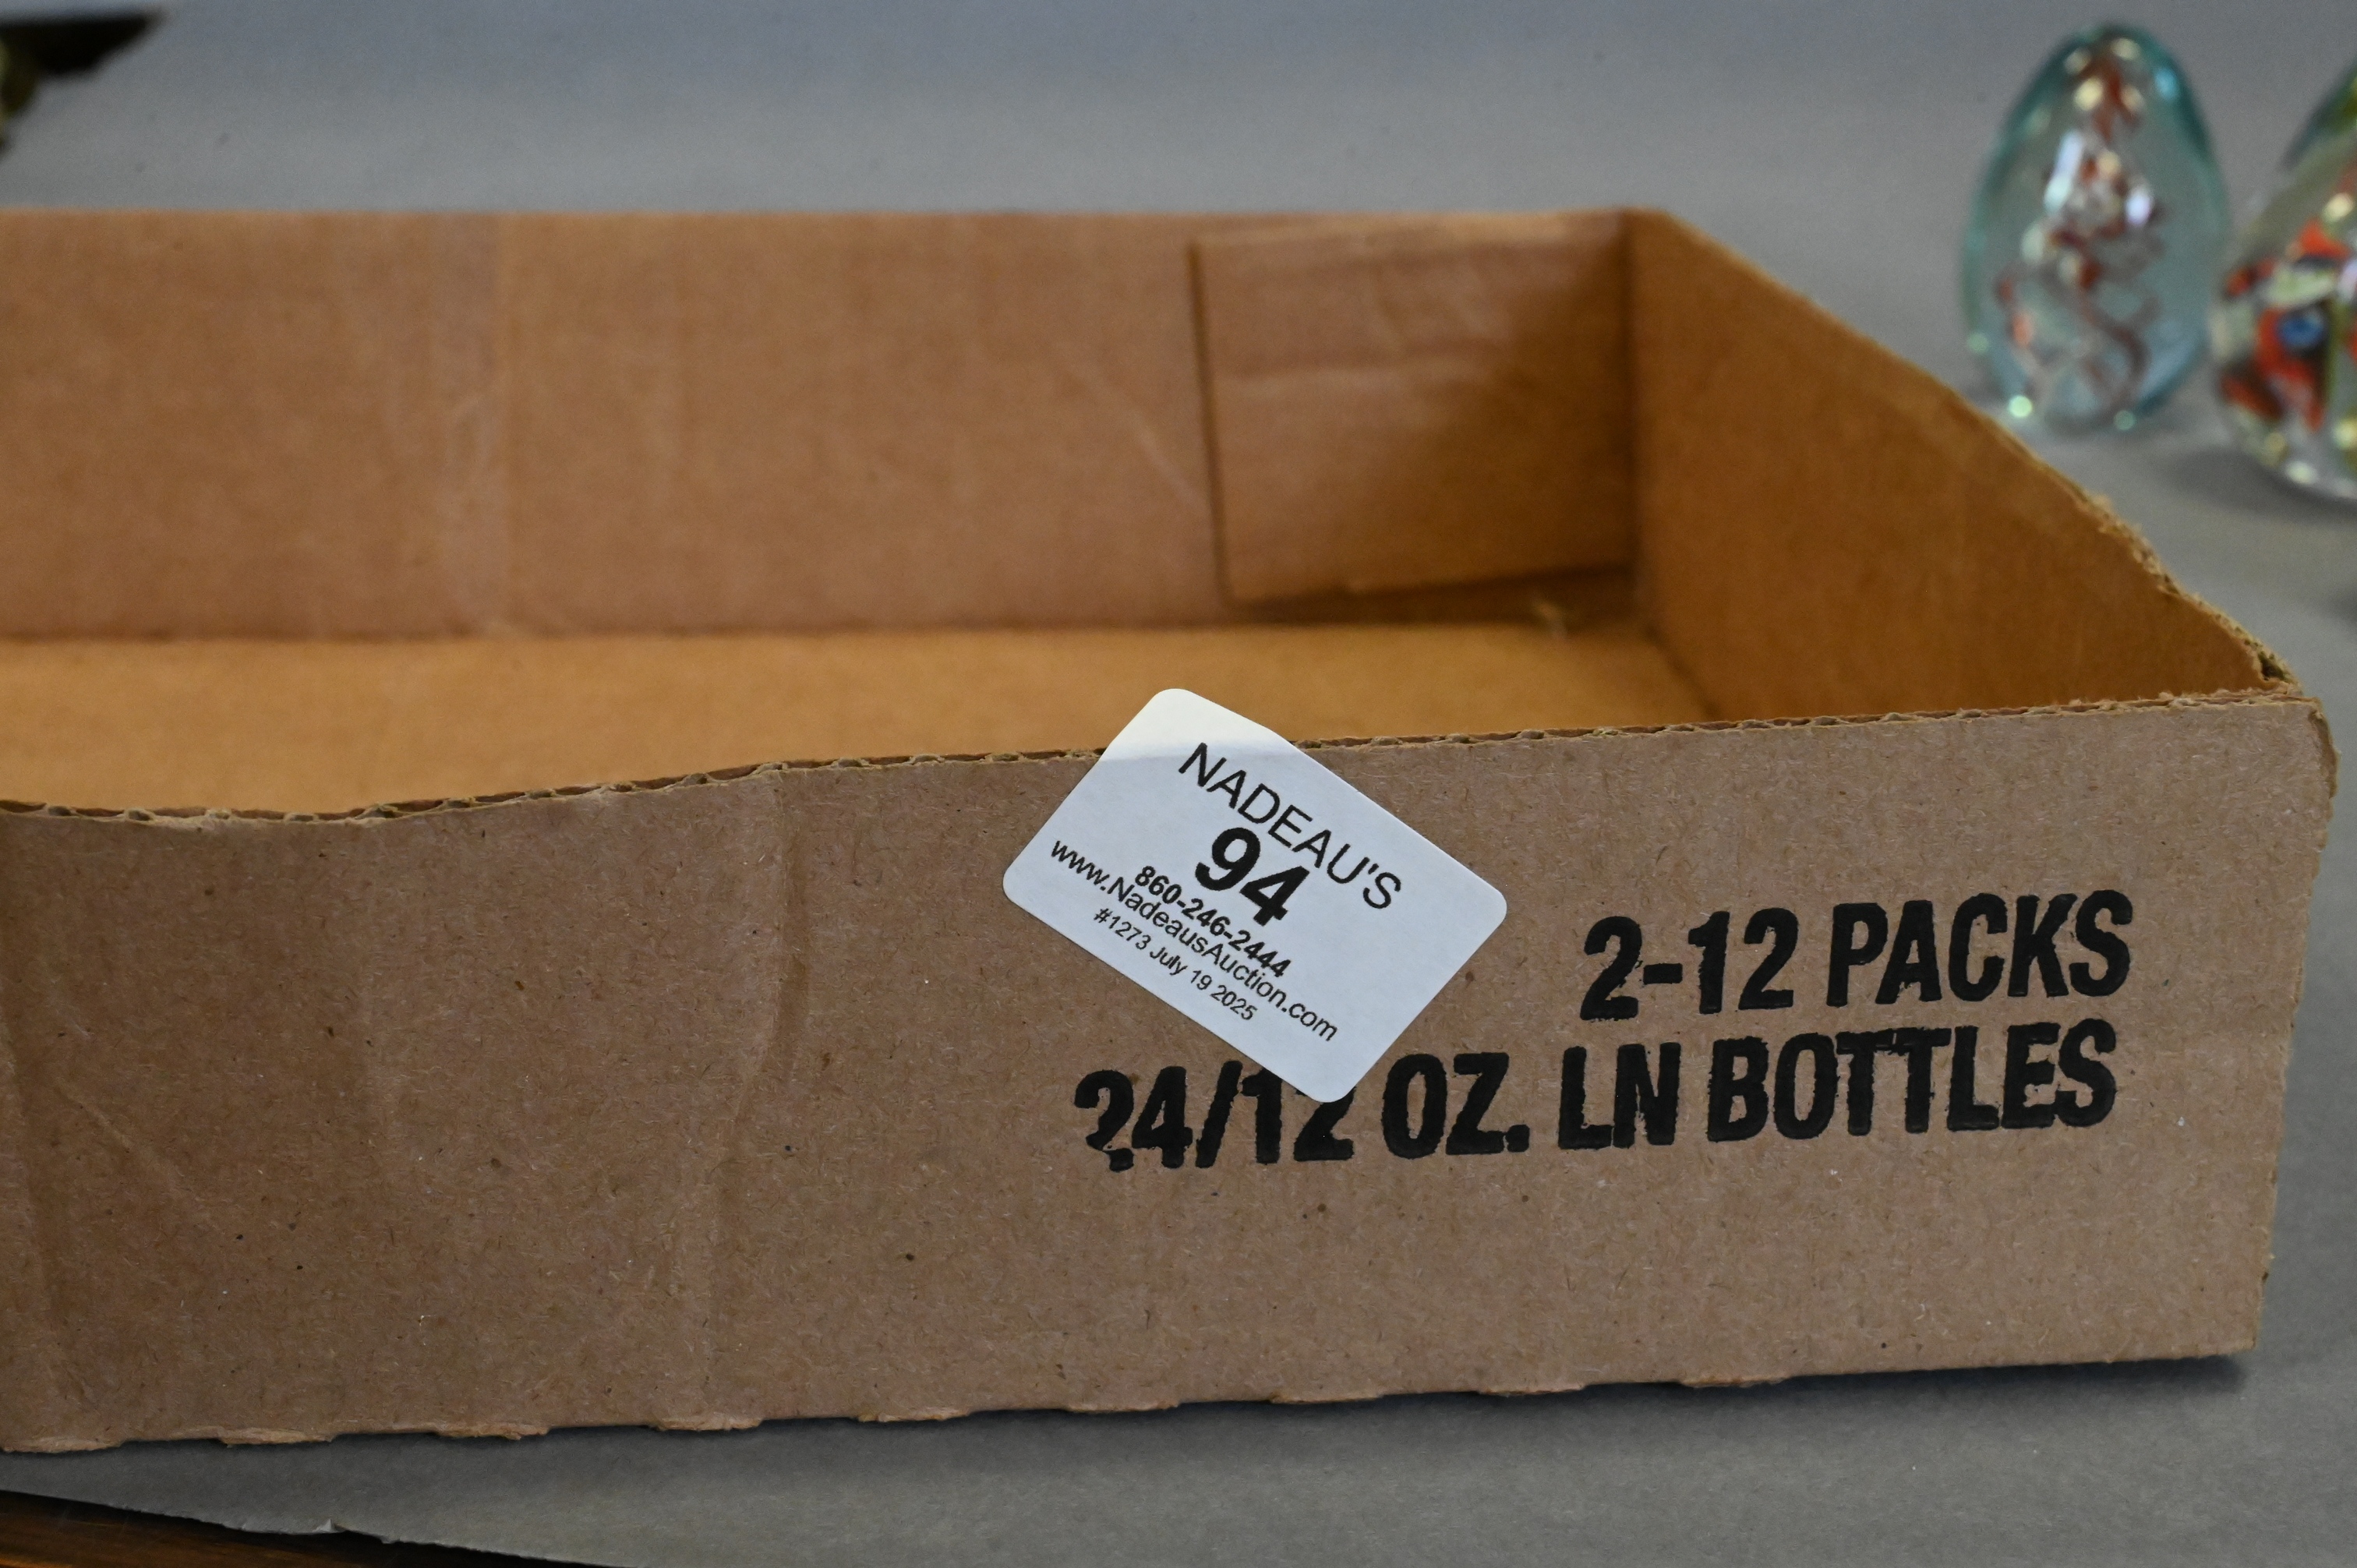 NADEAU'S
94
860-246-2444
www.NadeausAuction.com
#1273 July 19 2025
2-12 PACKS
24/12 OZ. LN BOTTLES